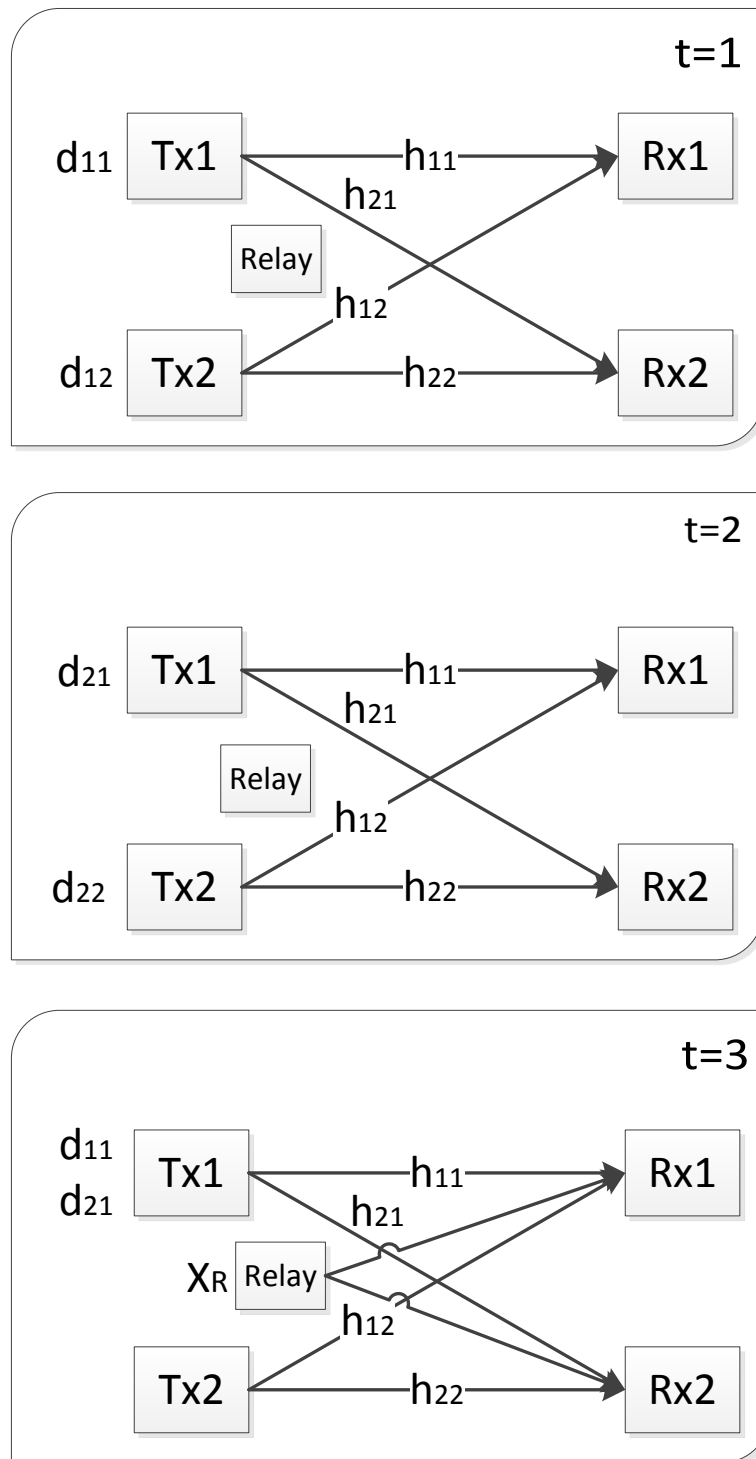 t=1
d11 Tx1 h11 Rx1
h21
Relay
h12
d12 Tx2 h22 Rx2
t=2
d21 Tx1 h11 Rx1
h21
Relay
h12
d22 Tx2 h22 Rx2
t=3
d11
d21 Tx1 h11 Rx1
h21
XR Relay
h12
Tx2 h22 Rx2